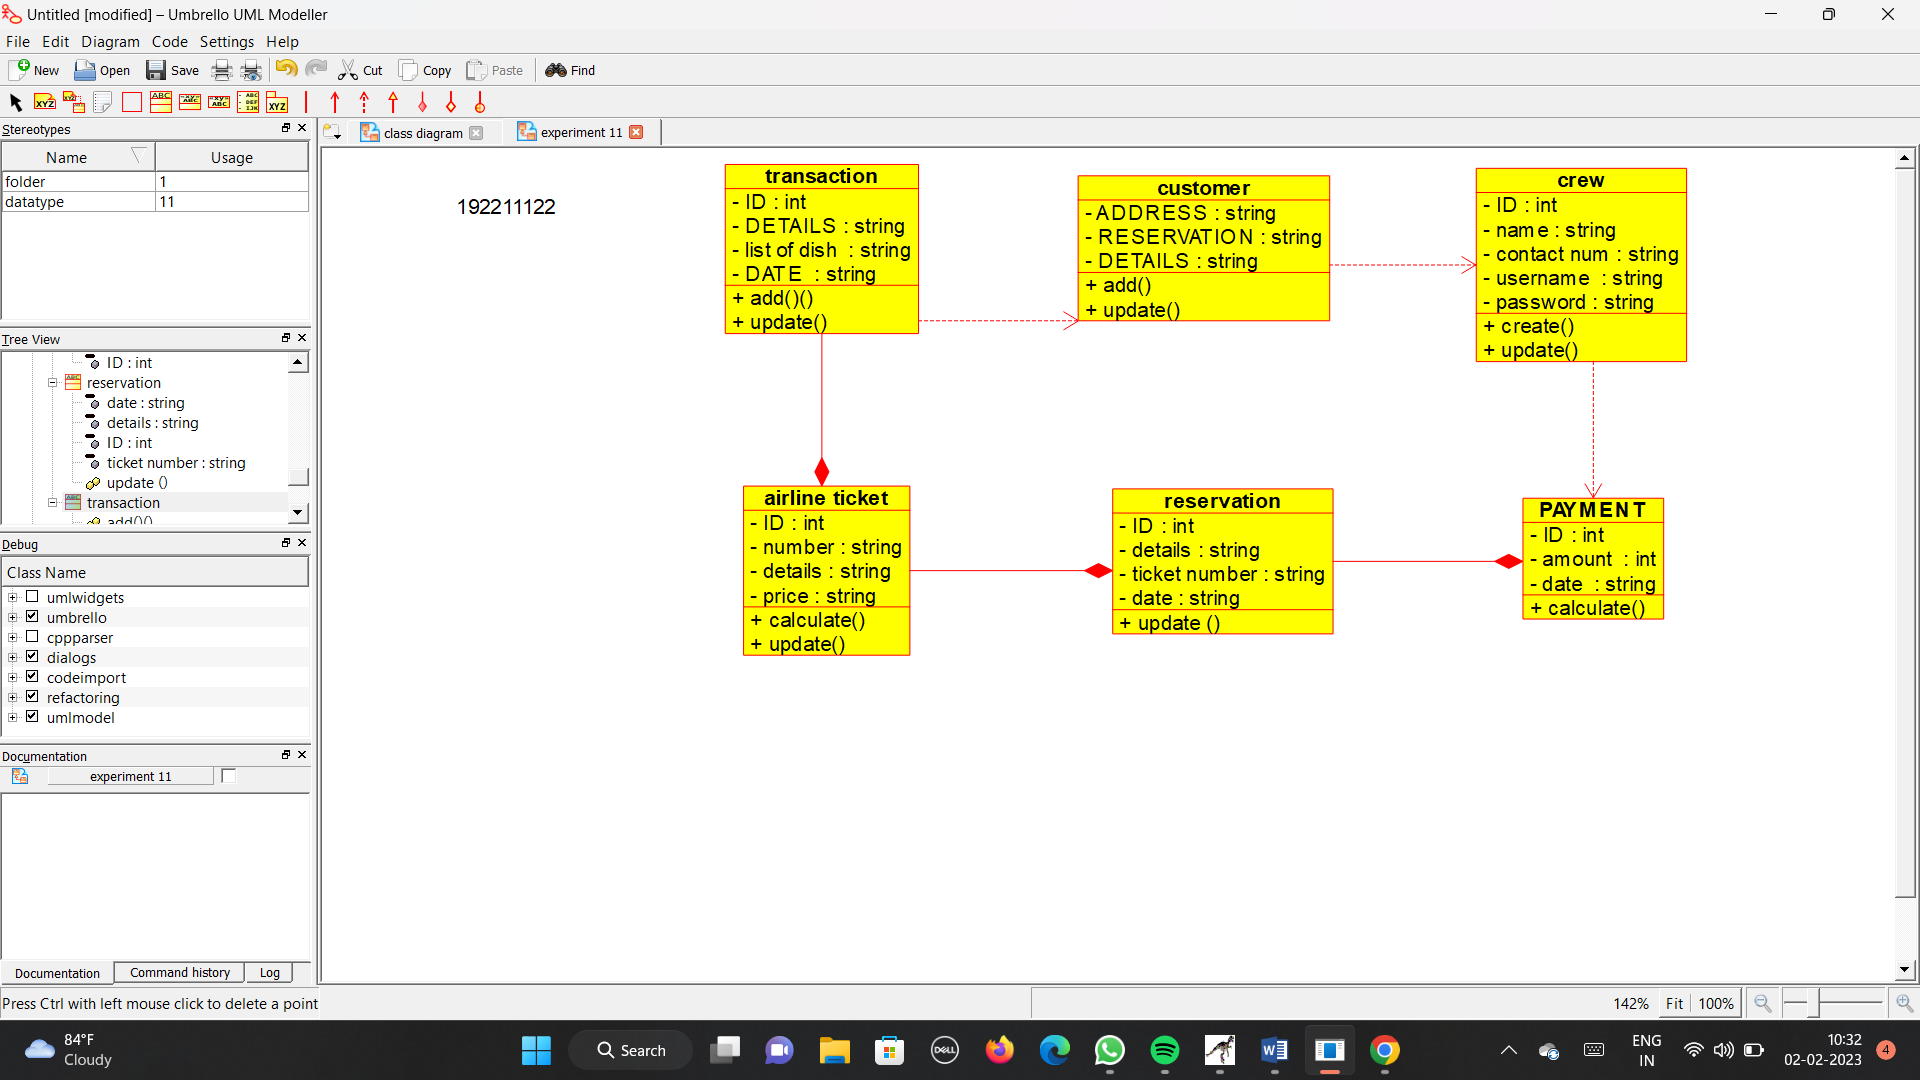 Untitled [modified] – Umbrello UML Modeller
File Edit Diagram Code Settings Help
New Open Save Cut Copy Paste Find
Stereotypes
Name Usage
folder 1
datatype 11
Tree View
ID : int
reservation
date : string
details : string
ID : int
ticket number : string
update ()
transaction
add()()
Debug
Class Name
umlwidgets
umbrello
cppparser
dialogs
codeimport
refactoring
umlmodel
Documentation
experiment 11
Documentation Command history Log
class diagram experiment 11
192211122
transaction
- ID : int
- DETAILS : string
- list of dish : string
- DATE : string
+ add()()
+ update()
customer
- ADDRESS : string
- RESERVATION : string
- DETAILS : string
+ add()
+ update()
crew
- ID : int
- name : string
- contact num : string
- username : string
- password : string
+ create()
+ update()
airline ticket
- ID : int
- number : string
- details : string
- price : string
+ calculate()
+ update()
reservation
- ID : int
- details : string
- ticket number : string
- date : string
+ update ()
PAYMENT
- ID : int
- amount : int
- date : string
+ calculate()
Press Ctrl with left mouse click to delete a point
142% Fit 100%
84°F
Cloudy
Search
DELL
ENG
IN
10:32
02-02-2023
4